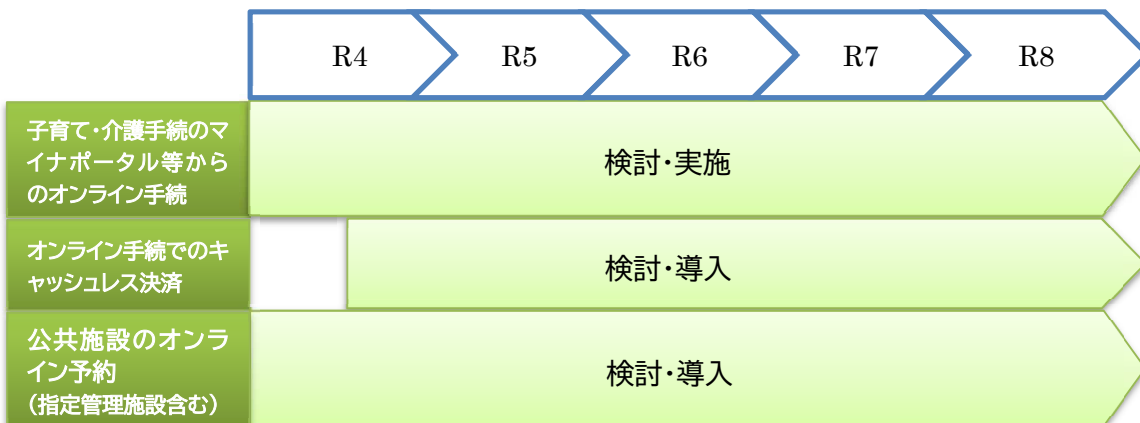 R4 R5 R6 R7 R8
子育て・介護手続のマ
イナポータル等から
のオンライン手続
検討・実施
オンライン手続でのキ
ャッシュレス決済
検討・導入
公共施設のオンラ
イン予約
（指定管理施設含む）
検討・導入